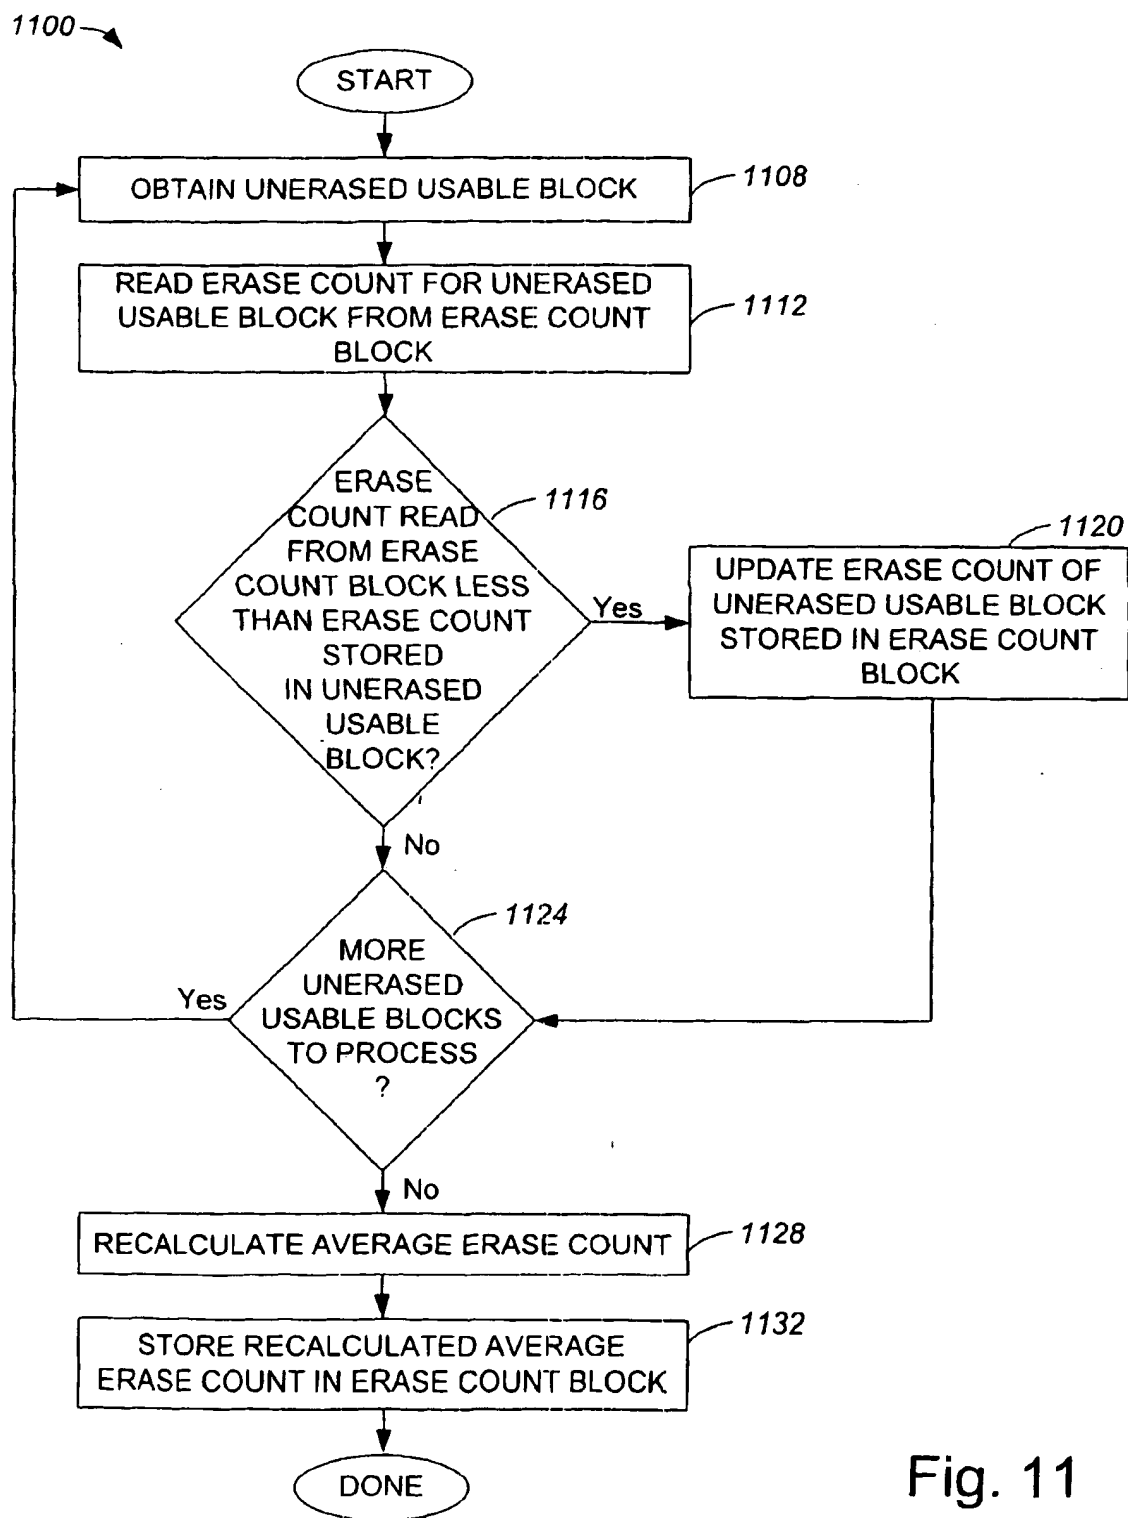 1100
START
OBTAIN UNERASED USABLE BLOCK
1108
READ ERASE COUNT FOR UNERASED
USABLE BLOCK FROM ERASE COUNT
BLOCK
1112
ERASE
COUNT READ
FROM ERASE
COUNT BLOCK LESS
THAN ERASE COUNT
STORED
IN UNERASED
USABLE
BLOCK?
1116
Yes
1120
UPDATE ERASE COUNT OF
UNERASED USABLE BLOCK
STORED IN ERASE COUNT
BLOCK
No
1124
MORE
UNERASED
USABLE BLOCKS
TO PROCESS
?
Yes
No
RECALCULATE AVERAGE ERASE COUNT
1128
STORE RECALCULATED AVERAGE
ERASE COUNT IN ERASE COUNT BLOCK
1132
DONE
Fig. 11